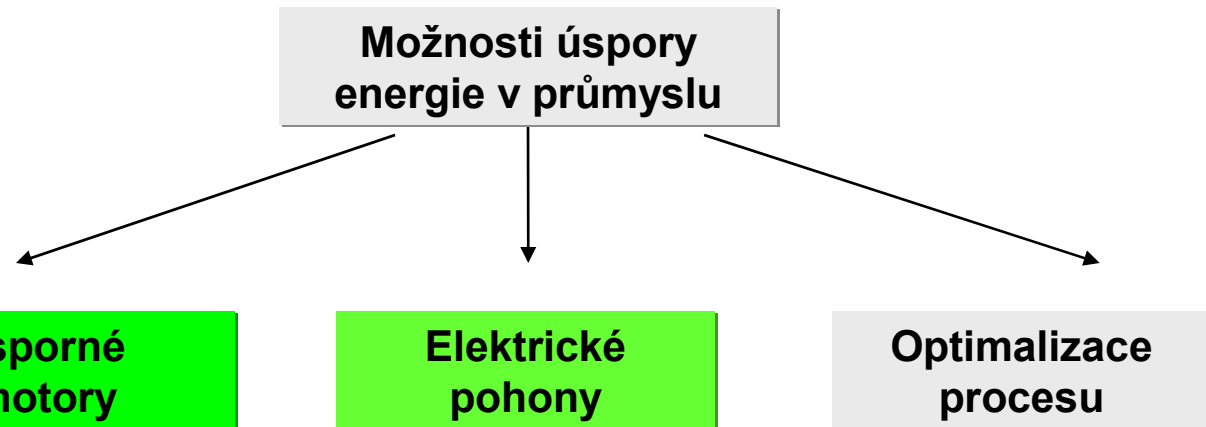 Možnosti úspory
energie v průmyslu
sporné
motory
Elektrické
pohony
Optimalizace
procesu